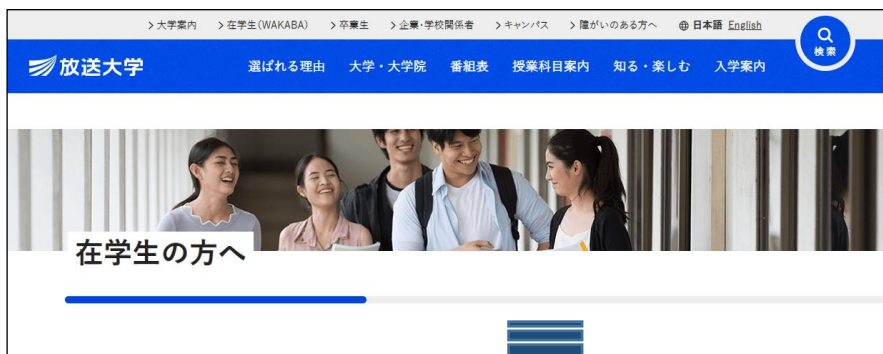 >大学案内 >在学生(WAKABA) >卒業生 >企業・学校関係者 >キャンパス >障がいのある方へ 日本語 English
検索
放送大学 選ばれる理由 大学・大学院 番組表 授業科目案内 知る・楽しむ 入学案内
在学生の方へ